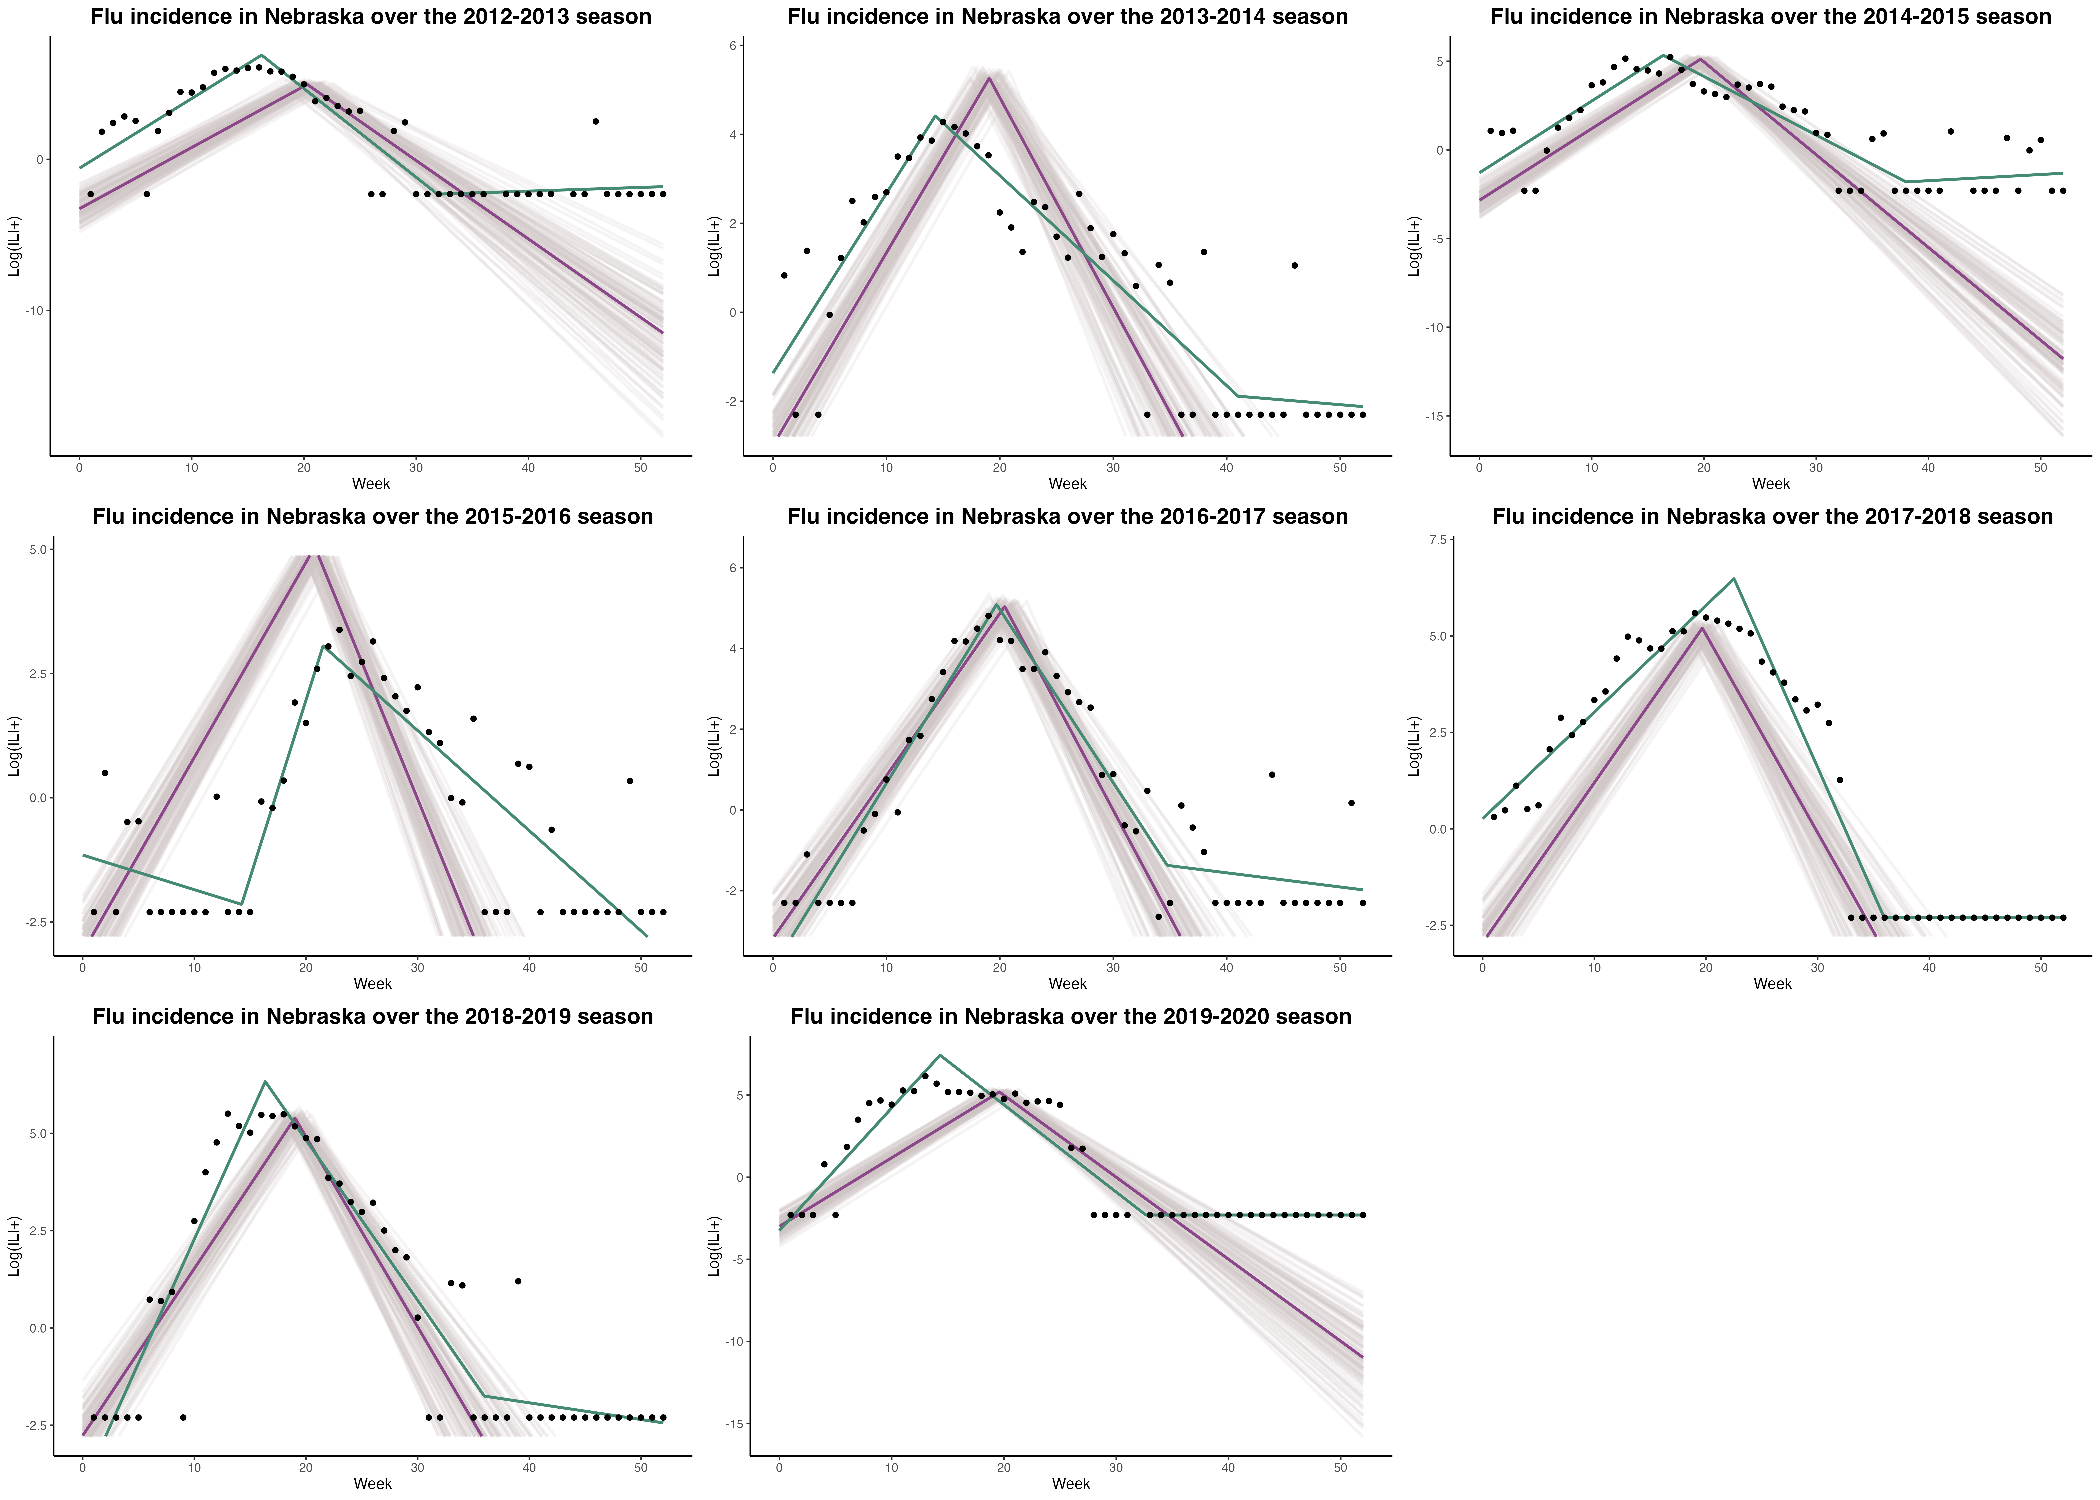 Flu incidence in Nebraska over the 2012-2013 season
0
-10
Log(ILI+)
0 10 20 30 40 50
Week
Flu incidence in Nebraska over the 2013-2014 season
6
4
2
0
-2
Log(ILI+)
0 10 20 30 40 50
Week
Flu incidence in Nebraska over the 2014-2015 season
5
0
-5
-10
-15
Log(ILI+)
0 10 20 30 40 50
Week
Flu incidence in Nebraska over the 2015-2016 season
5.0
2.5
0.0
-2.5
Log(ILI+)
0 10 20 30 40 50
Week
Flu incidence in Nebraska over the 2016-2017 season
6
4
2
0
-2
Log(ILI+)
0 10 20 30 40 50
Week
Flu incidence in Nebraska over the 2017-2018 season
7.5
5.0
2.5
0.0
-2.5
Log(ILI+)
0 10 20 30 40 50
Week
Flu incidence in Nebraska over the 2018-2019 season
5.0
2.5
0.0
-2.5
Log(ILI+)
0 10 20 30 40 50
Week
Flu incidence in Nebraska over the 2019-2020 season
5
0
-5
-10
-15
Log(ILI+)
0 10 20 30 40 50
Week